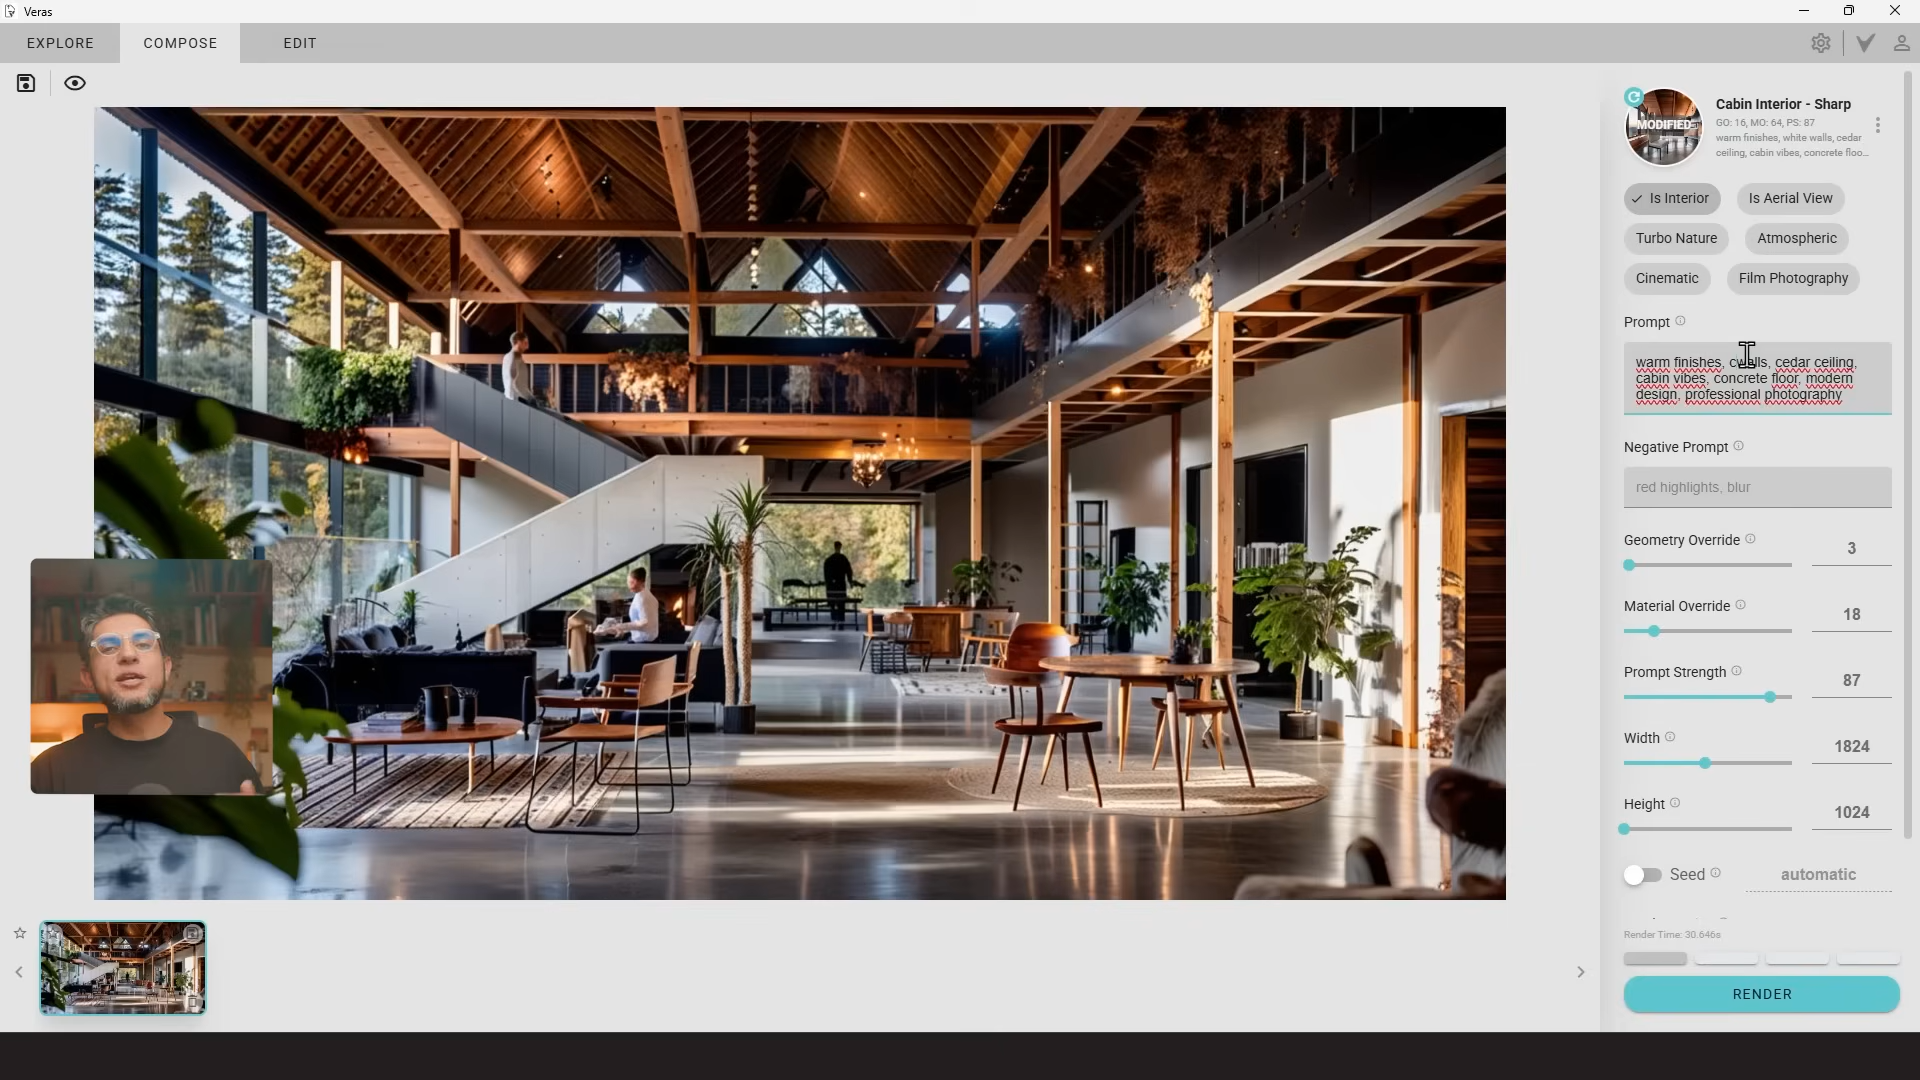 Veras
EXPLORE
COMPOSE
EDIT
MODIFIED
Cabin Interior - Sharp
GO: 16, MO: 64, PS: 87
warm finishes, white walls, cedar
ceiling, cabin vibes, concrete floo...
Is Interior
Is Aerial View
Turbo Nature
Atmospheric
Cinematic
Film Photography
Prompt
warm finishes, cwalls, cedar ceiling,
cabin vibes, concrete floor, modern
design, professional photography
Negative Prompt
red highlights, blur
Geometry Override
3
Material Override
18
Prompt Strength
87
Width
1824
Height
1024
Seed
automatic
Render Time: 30.646s
RENDER